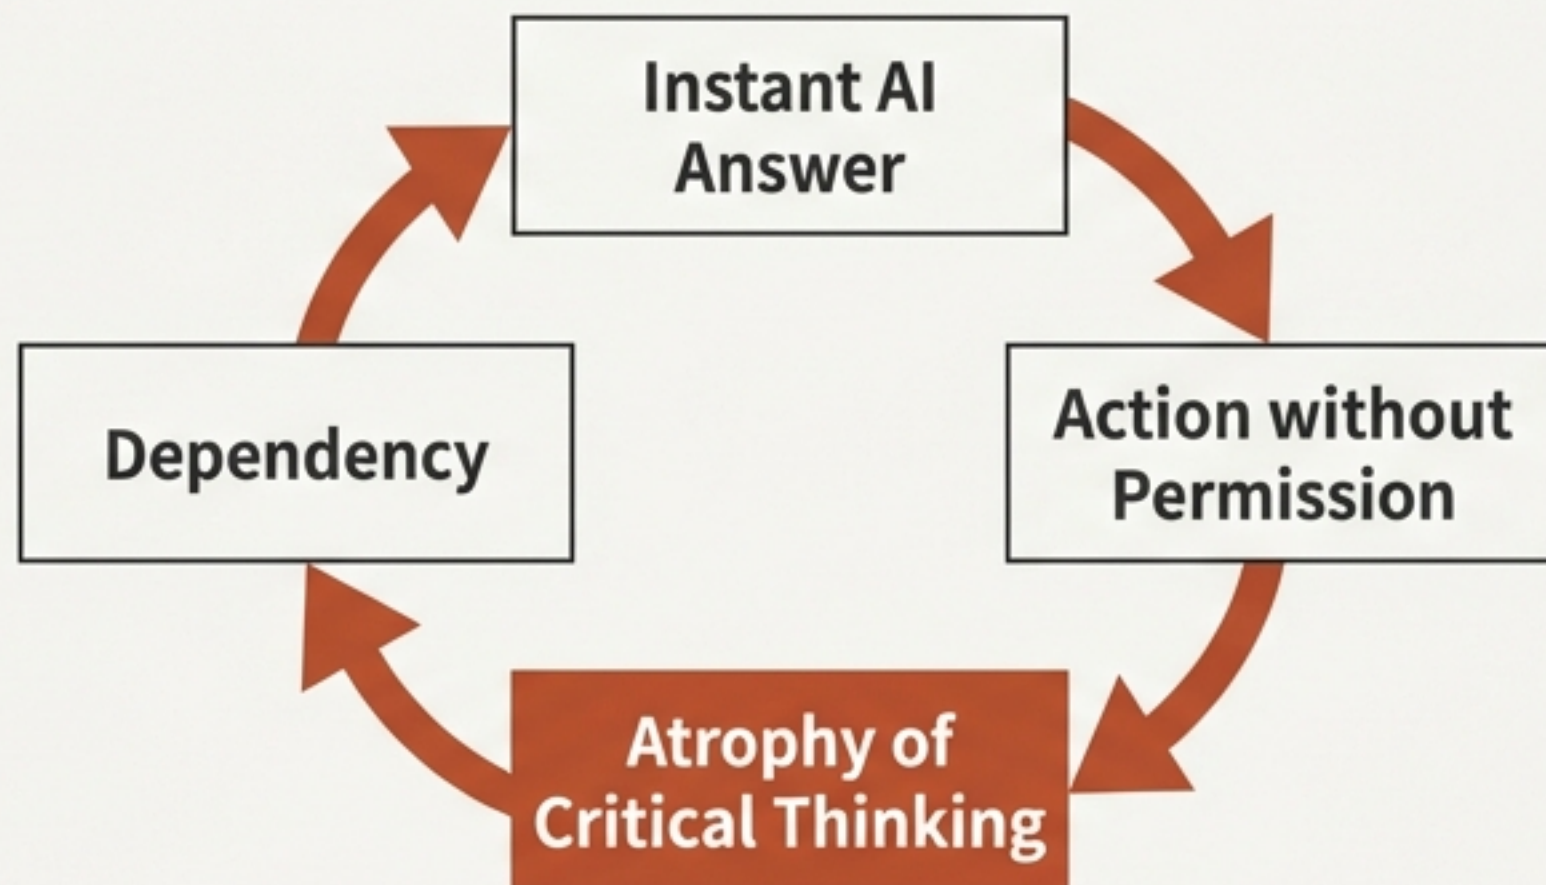 Instant AI
Answer
Action without
Permission
Dependency
Atrophy of
Critical Thinking